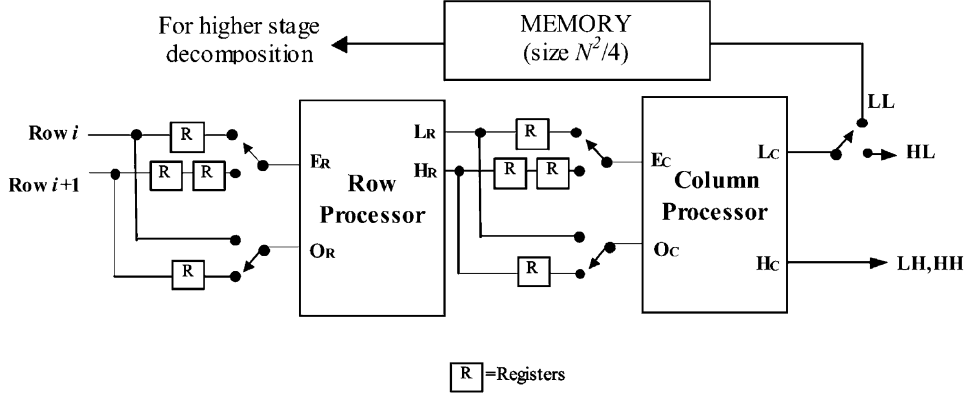 For higher stage
decomposition
MEMORY
(size N²/4)
LL
HL
Row i
Row i+1
R
R
R
R
ER
OR
Row
Processor
LR
HR
R
R
R
R
EC
OC
Column
Processor
LC
HC
LH,HH
R
=Registers